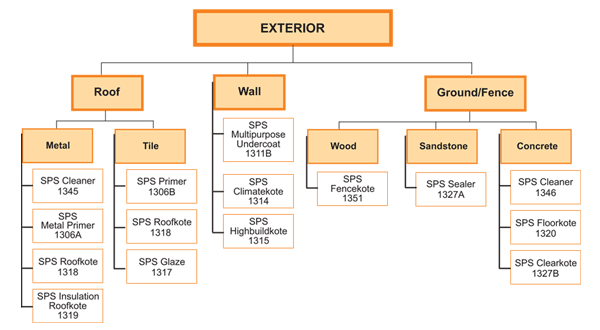 EXTERIOR
Roof
Wall
Ground/Fence
Metal
Tile
SPS
Multipurpose
Undercoat
1311B
Wood
Sandstone
Concrete
SPS Cleaner
1345
SPS Primer
1306B
SPS
Climatekote
1314
SPS
Fencekote
1351
SPS Sealer
1327A
SPS Cleaner
1346
SPS
Metal Primer
1306A
SPS Roofkote
1318
SPS
Highbuildkote
1315
SPS Floorkote
1320
SPS Roofkote
1318
SPS Glaze
1317
SPS Clearkote
1327B
SPS Insulation
Roofkote
1319